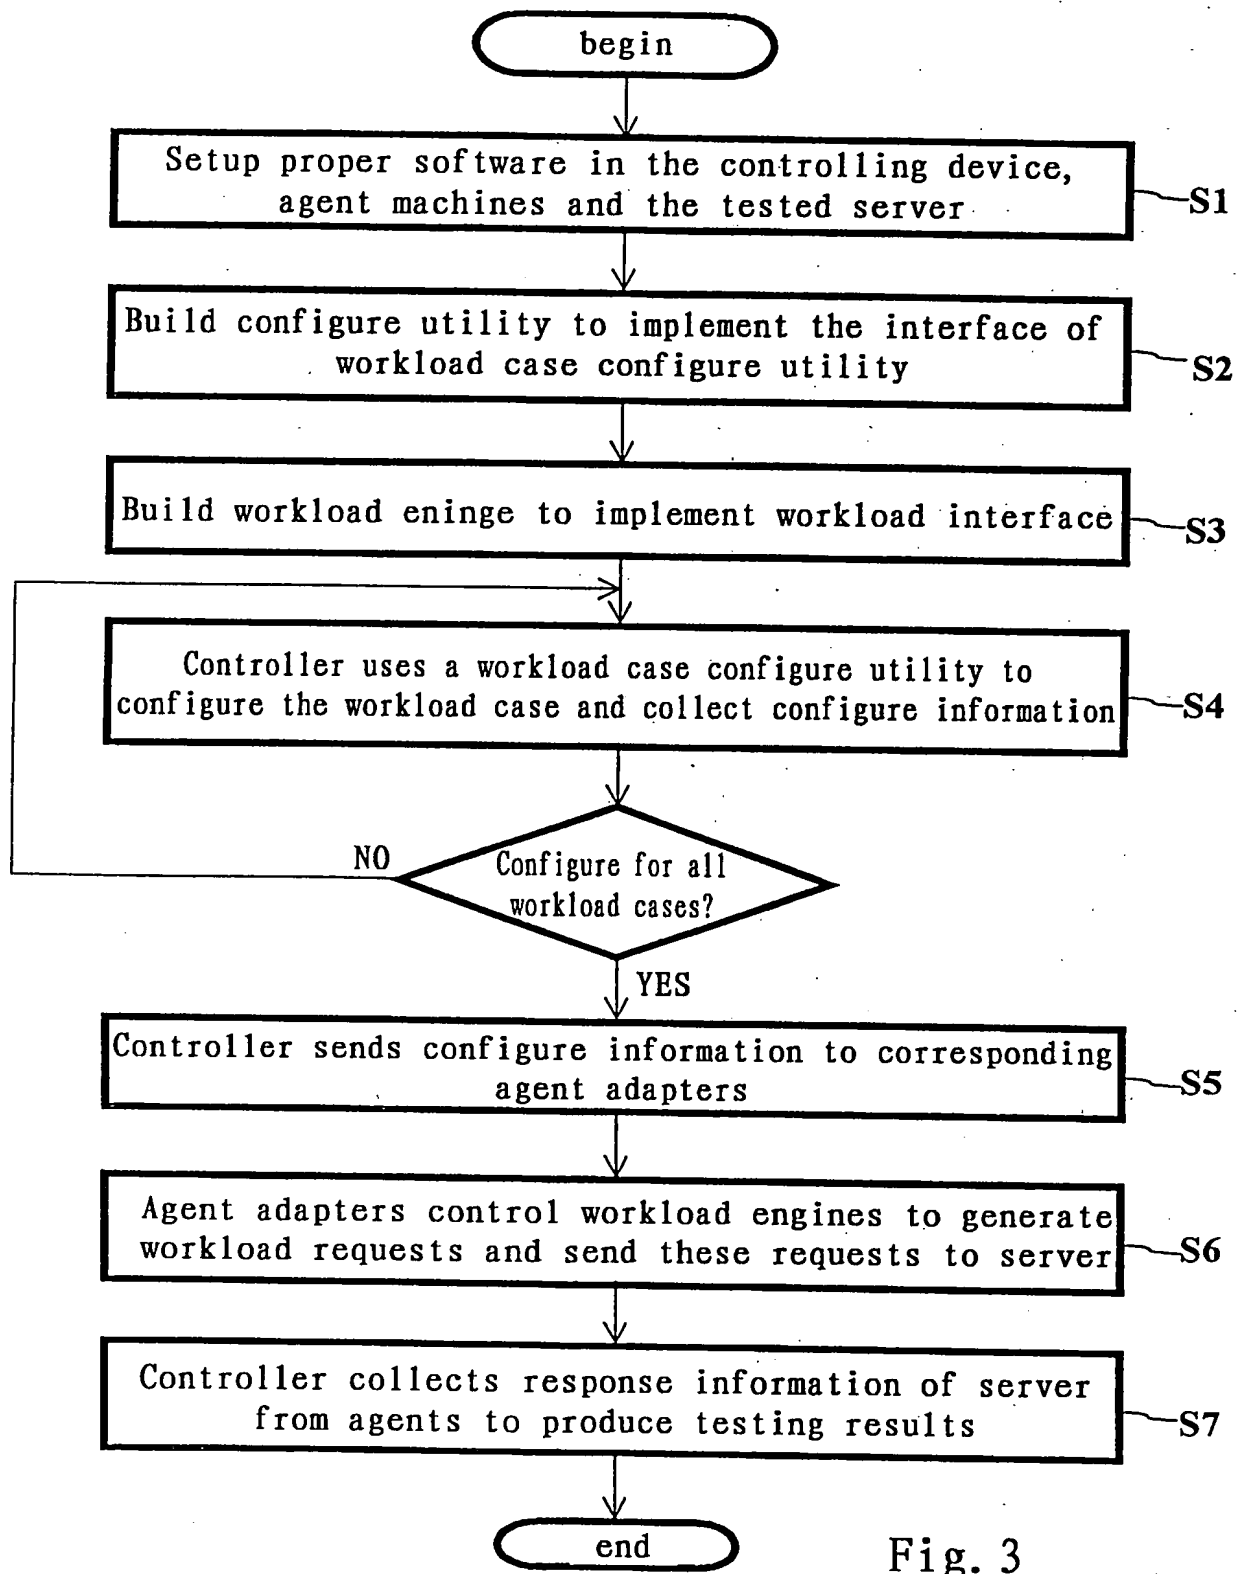 begin
Setup proper software in the controlling device,
agent machines and the tested server
S1
Build configure utility to implement the interface of
workload case configure utility
S2
Build workload eninge to implement workload interface
S3
Controller uses a workload case configure utility to
configure the workload case and collect configure information
S4
NO
Configure for all
workload cases?
YES
Controller sends configure information to corresponding
agent adapters
S5
Agent adapters control workload engines to generate
workload requests and send these requests to server
S6
Controller collects response information of server
from agents to produce testing results
S7
end
Fig. 3